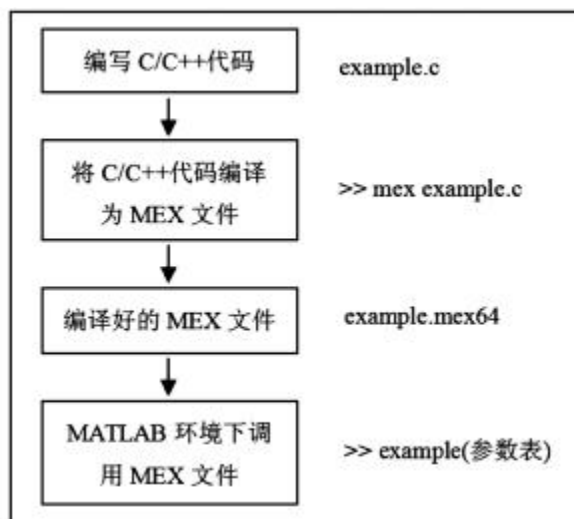 编写 C/C++代码
example.c
将 C/C++代码编译
为 MEX 文件
>> mex example.c
编译好的 MEX 文件
example.mex64
MATLAB 环境下调
用 MEX 文件
>> example(参数表)